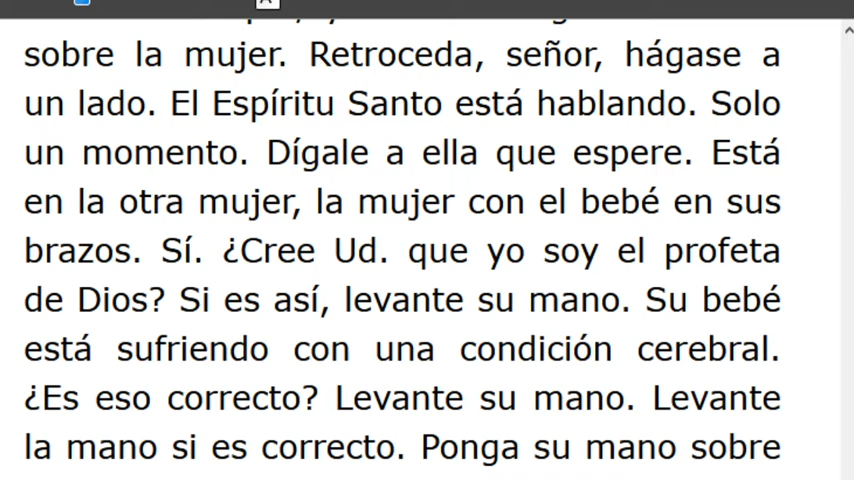 sobre la mujer. Retroceda, señor, hágase a
un lado. El Espíritu Santo está hablando. Solo
un momento. Dígale a ella que espere. Está
en la otra mujer, la mujer con el bebé en sus
brazos. Sí. ¿Cree Ud. que yo soy el profeta
de Dios? Si es así, levante su mano. Su bebé
está sufriendo con una condición cerebral.
¿Es eso correcto? Levante su mano. Levante
la mano si es correcto. Ponga su mano sobre